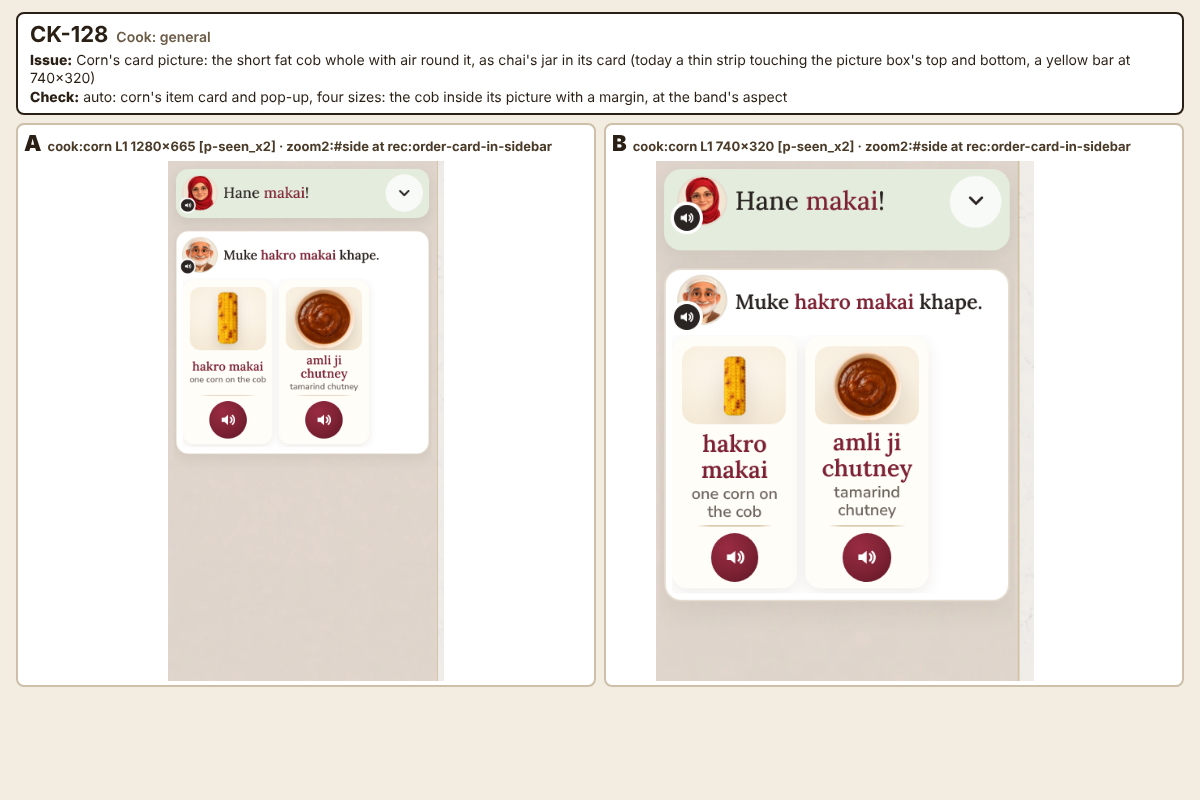 CK-128 Cook: general
Issue: Corn's card picture: the short fat cob whole with air round it, as chai's jar in its card (today a thin strip touching the picture box's top and bottom, a yellow bar at
740×320)
Check: auto: corn's item card and pop-up, four sizes: the cob inside its picture with a margin, at the band's aspect
A cook:corn L1 1280×665 [p-seen_x2] · zoom2:#side at rec:order-card-in-sidebar
Hane makai!
Muke hakro makai khape.
hakro makai
one corn on the cob
amli ji
chutney
tamarind chutney
B cook:corn L1 740×320 [p-seen_x2] · zoom2:#side at rec:order-card-in-sidebar
Hane makai!
Muke hakro makai khape.
hakro
makai
one corn on
the cob
amli ji
chutney
tamarind
chutney